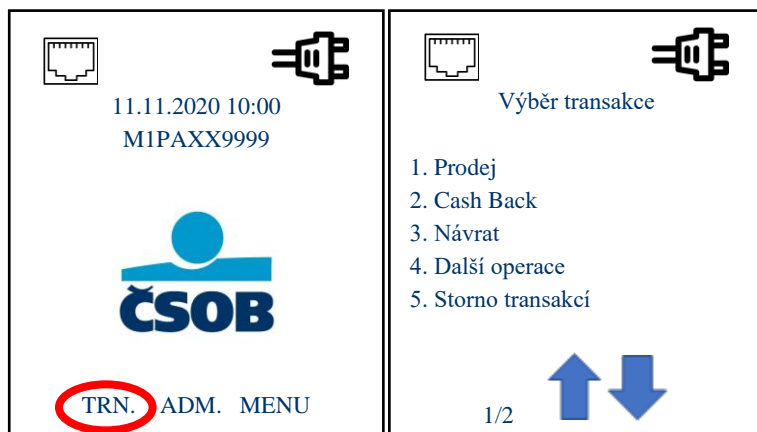 11.11.2020 10:00
M1PAXX9999
ČSOB
TRN. ADM. MENU
Výběr transakce
1. Prodej
2. Cash Back
3. Návrat
4. Další operace
5. Storno transakcí
1/2